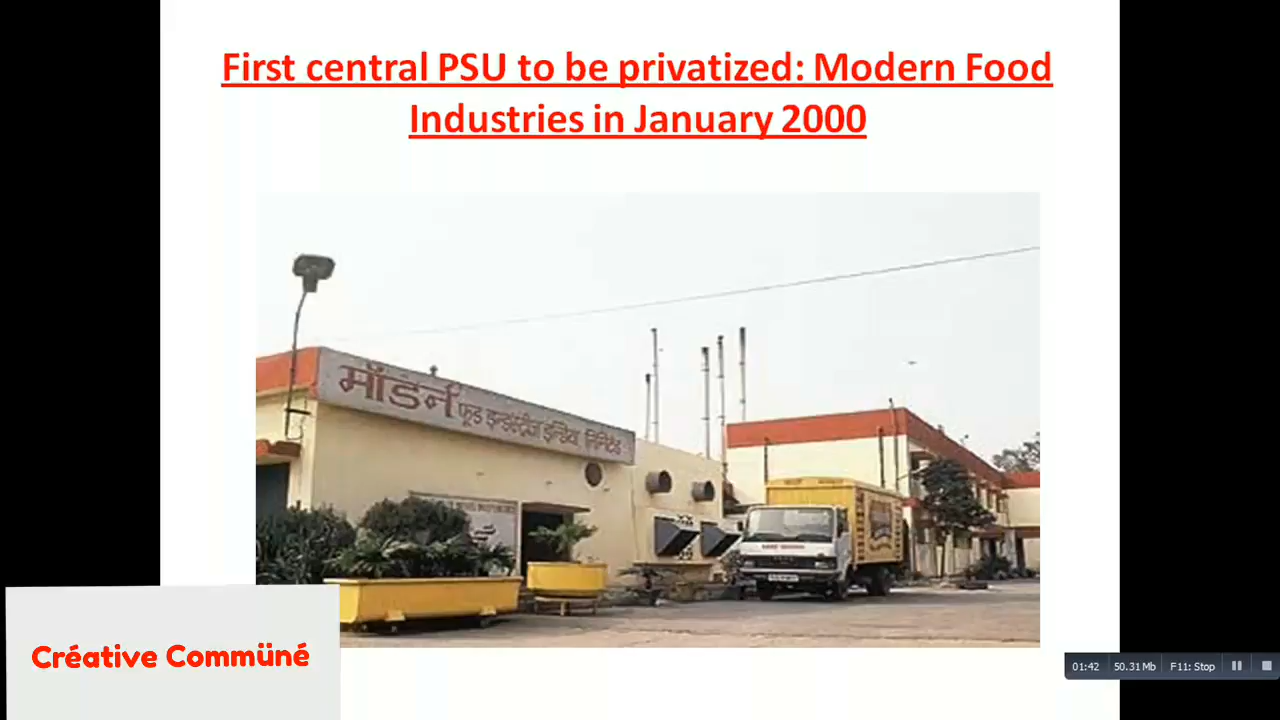 First central PSU to be privatized: Modern Food
Industries in January 2000
मॉडर्न फूड इन्डस्ट्रीज इंडिया लिमिटेड
Créative Commüné
01:42 50.31 Mb F11: Stop